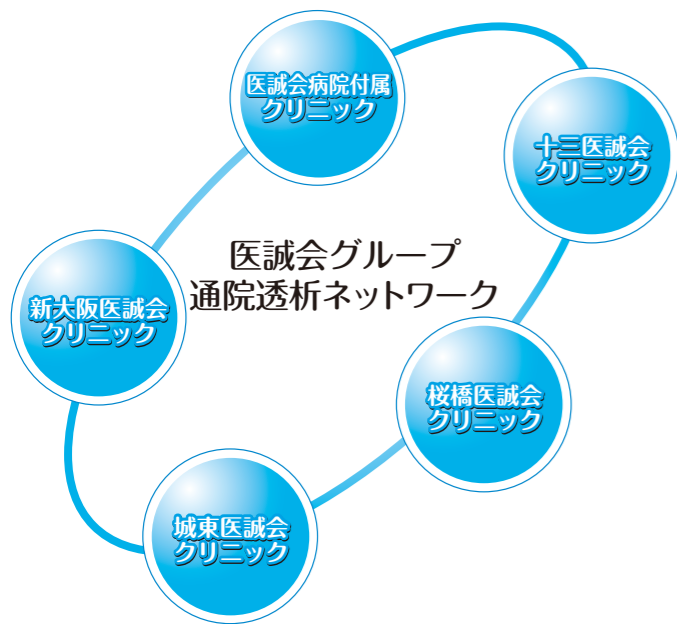 医誠会病院付属
クリニック
十三医誠会
クリニック
医誠会グループ
通院透析ネットワーク
新大阪医誠会
クリニック
桜橋医誠会
クリニック
城東医誠会
クリニック